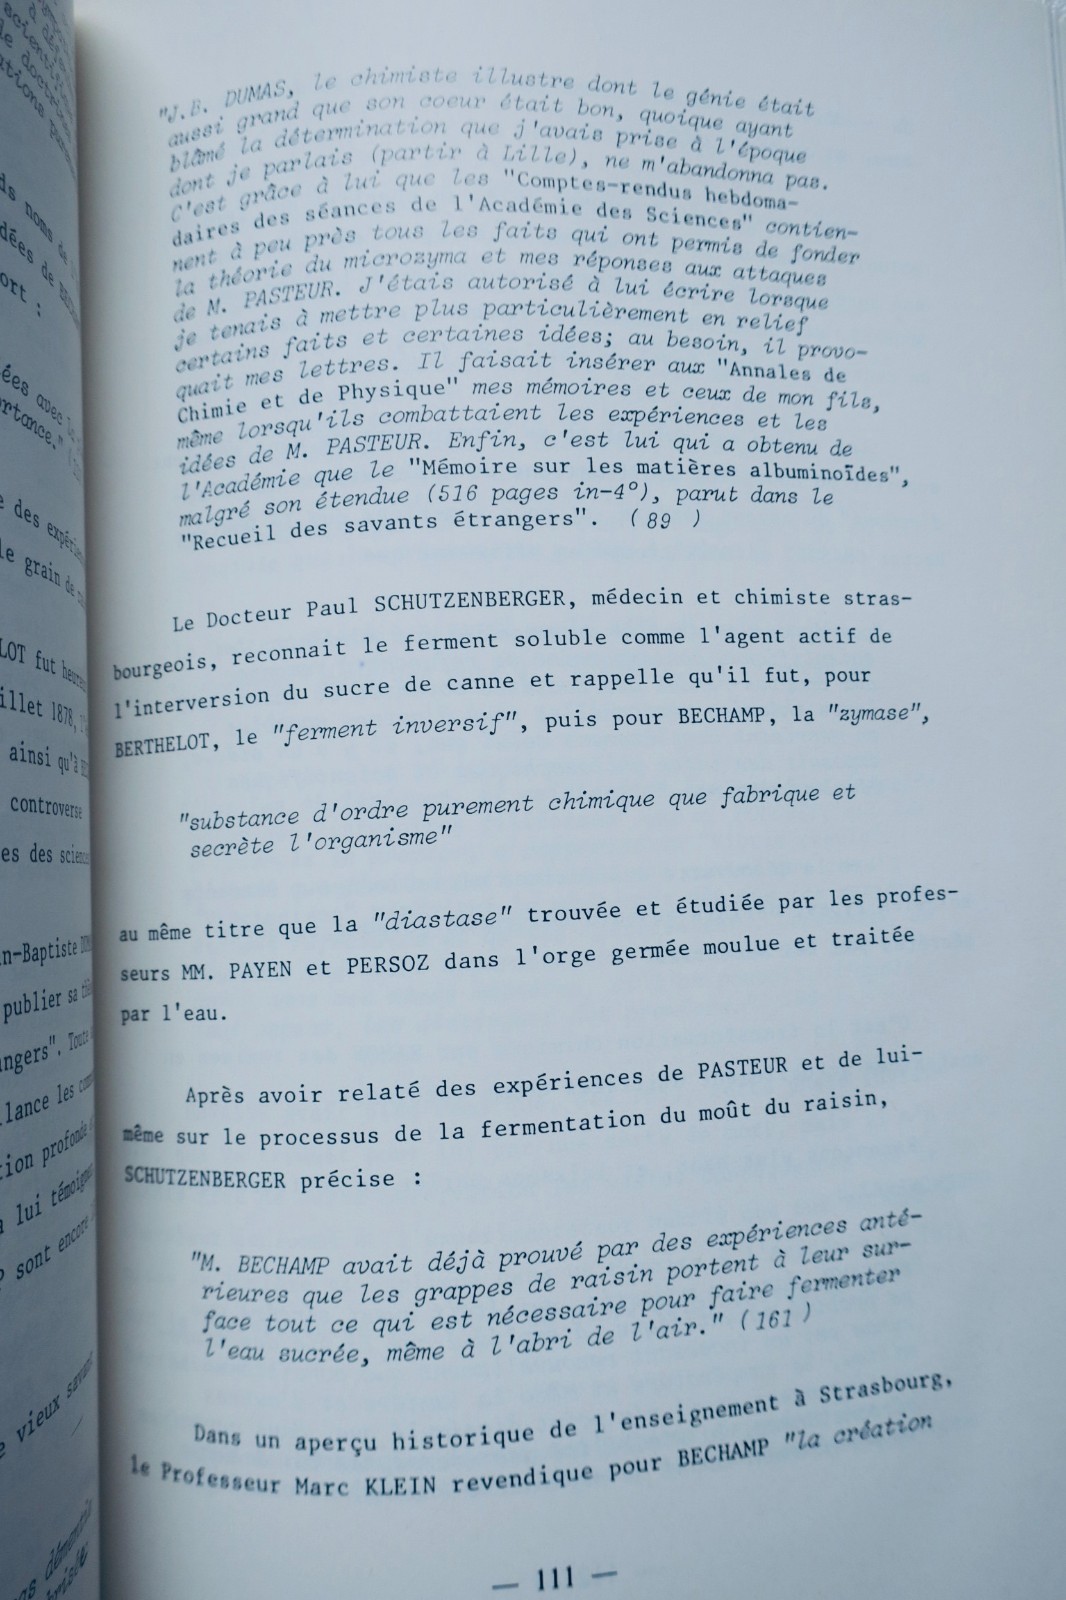 "J.B. DUMAS, le chimiste illustre dont le génie était
aussi grand que son coeur était bon, quoique ayant
blâmé la détermination que j'avais prise à l'époque
dont je parlais (partir à Lille), ne m'abandonna pas.
C'est grâce à lui que les "Comptes-rendus hebdoma-
daires des séances de l'Académie des Sciences" contien-
nent à peu près tous les faits qui ont permis de fonder
la théorie du microzyma et mes réponses aux attaques
de M. PASTEUR. J'étais autorisé à lui écrire lorsque
je tenais à mettre plus particulièrement en relief
certains faits et certaines idées; au besoin, il provo-
quait mes lettres. Il faisait insérer aux "Annales de
Chimie et de Physique" mes mémoires et ceux de mon fils,
même lorsqu'ils combattaient les expériences et les
idées de M. PASTEUR. Enfin, c'est lui qui a obtenu de
l'Académie que le "Mémoire sur les matières albuminoïdes",
malgré son étendue (516 pages in-4°), parut dans le
"Recueil des savants étrangers". (89 )
Le Docteur Paul SCHUTZENBERGER, médecin et chimiste stras-
bourgeois, reconnait le ferment soluble comme l'agent actif de
l'interversion du sucre de canne et rappelle qu'il fut, pour
BERTHELOT, le "ferment inversif", puis pour BECHAMP, la "zymase",
"substance d'ordre purement chimique que fabrique et
secrète l'organisme"
au même titre que la "diastase" trouvée et étudiée par les profes-
seurs MM. PAYEN et PERSOZ dans l'orge germée moulue et traitée
par l'eau.
Après avoir relaté des expériences de PASTEUR et de lui-
même sur le processus de la fermentation du moût du raisin,
SCHUTZENBERGER précise :
"M. BECHAMP avait déjà prouvé par des expériences anté-
rieures que les grappes de raisin portent à leur sur-
face tout ce qui est nécessaire pour faire fermenter
l'eau sucrée, même à l'abri de l'air." (161 )
Dans un aperçu historique de l'enseignement à Strasbourg,
le Professeur Marc KLEIN revendique pour BECHAMP "la création
— 111 —